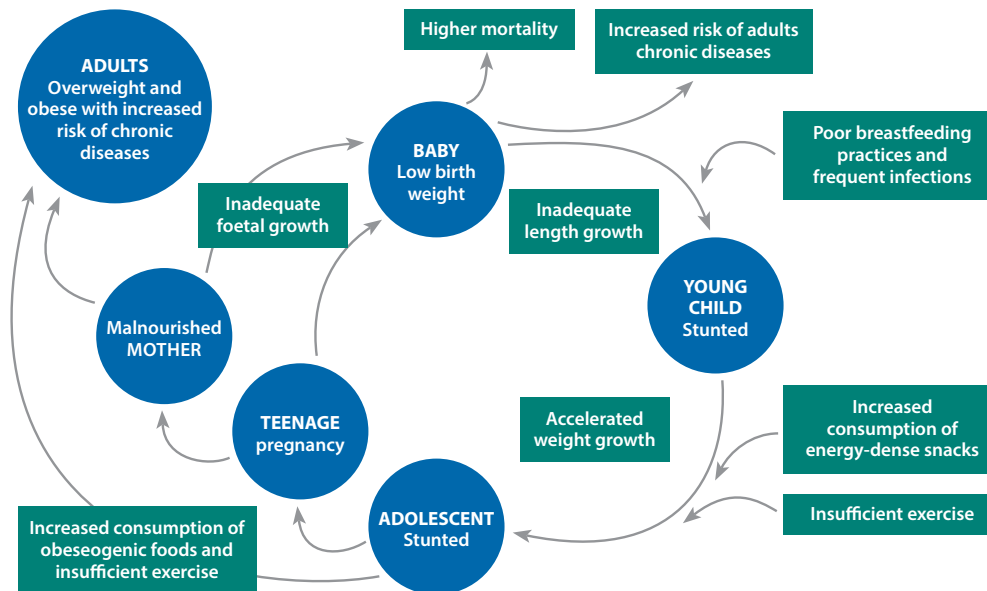 ADULTS
Overweight and
obese with increased
risk of chronic
diseases
Higher mortality
Increased risk of adults
chronic diseases
BABY
Low birth
weight
Poor breastfeeding
practices and
frequent infections
Inadequate
foetal growth
Inadequate
length growth
YOUNG
CHILD
Stunted
Malnourished
MOTHER
TEENAGE
pregnancy
Accelerated
weight growth
Increased
consumption of
energy-dense snacks
Insufficient exercise
ADOLESCENT
Stunted
Increased consumption of
obeseogenic foods and
insufficient exercise